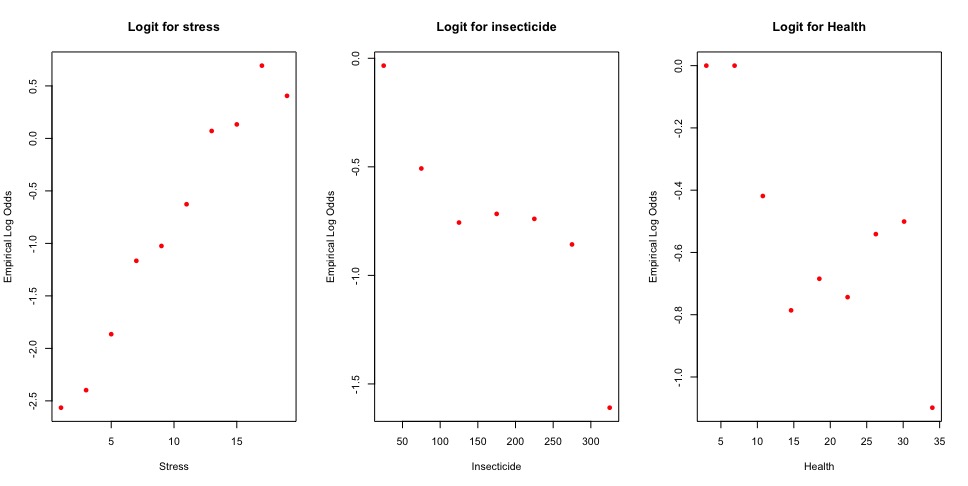 Logit for stress
Empirical Log Odds
0.5
0.0
-0.5
-1.0
-1.5
-2.0
-2.5
5 10 15
Stress
Logit for insecticide
Empirical Log Odds
0.0
-0.5
-1.0
-1.5
50 100 150 200 250 300
Insecticide
Logit for Health
Empirical Log Odds
0.0
-0.2
-0.4
-0.6
-0.8
-1.0
5 10 15 20 25 30 35
Health